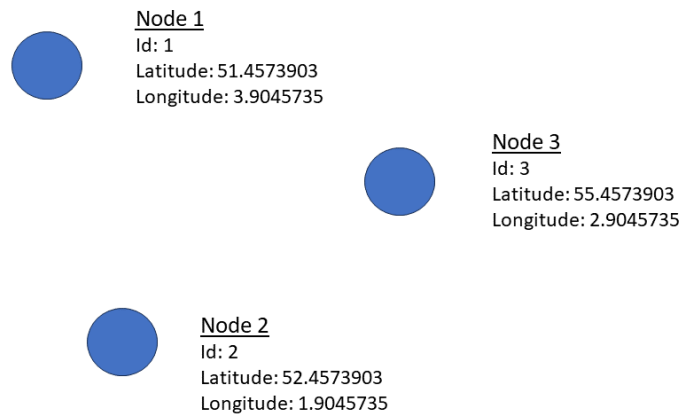 Node 1
Id: 1
Latitude: 51.4573903
Longitude: 3.9045735
Node 3
Id: 3
Latitude: 55.4573903
Longitude: 2.9045735
Node 2
Id: 2
Latitude: 52.4573903
Longitude: 1.9045735